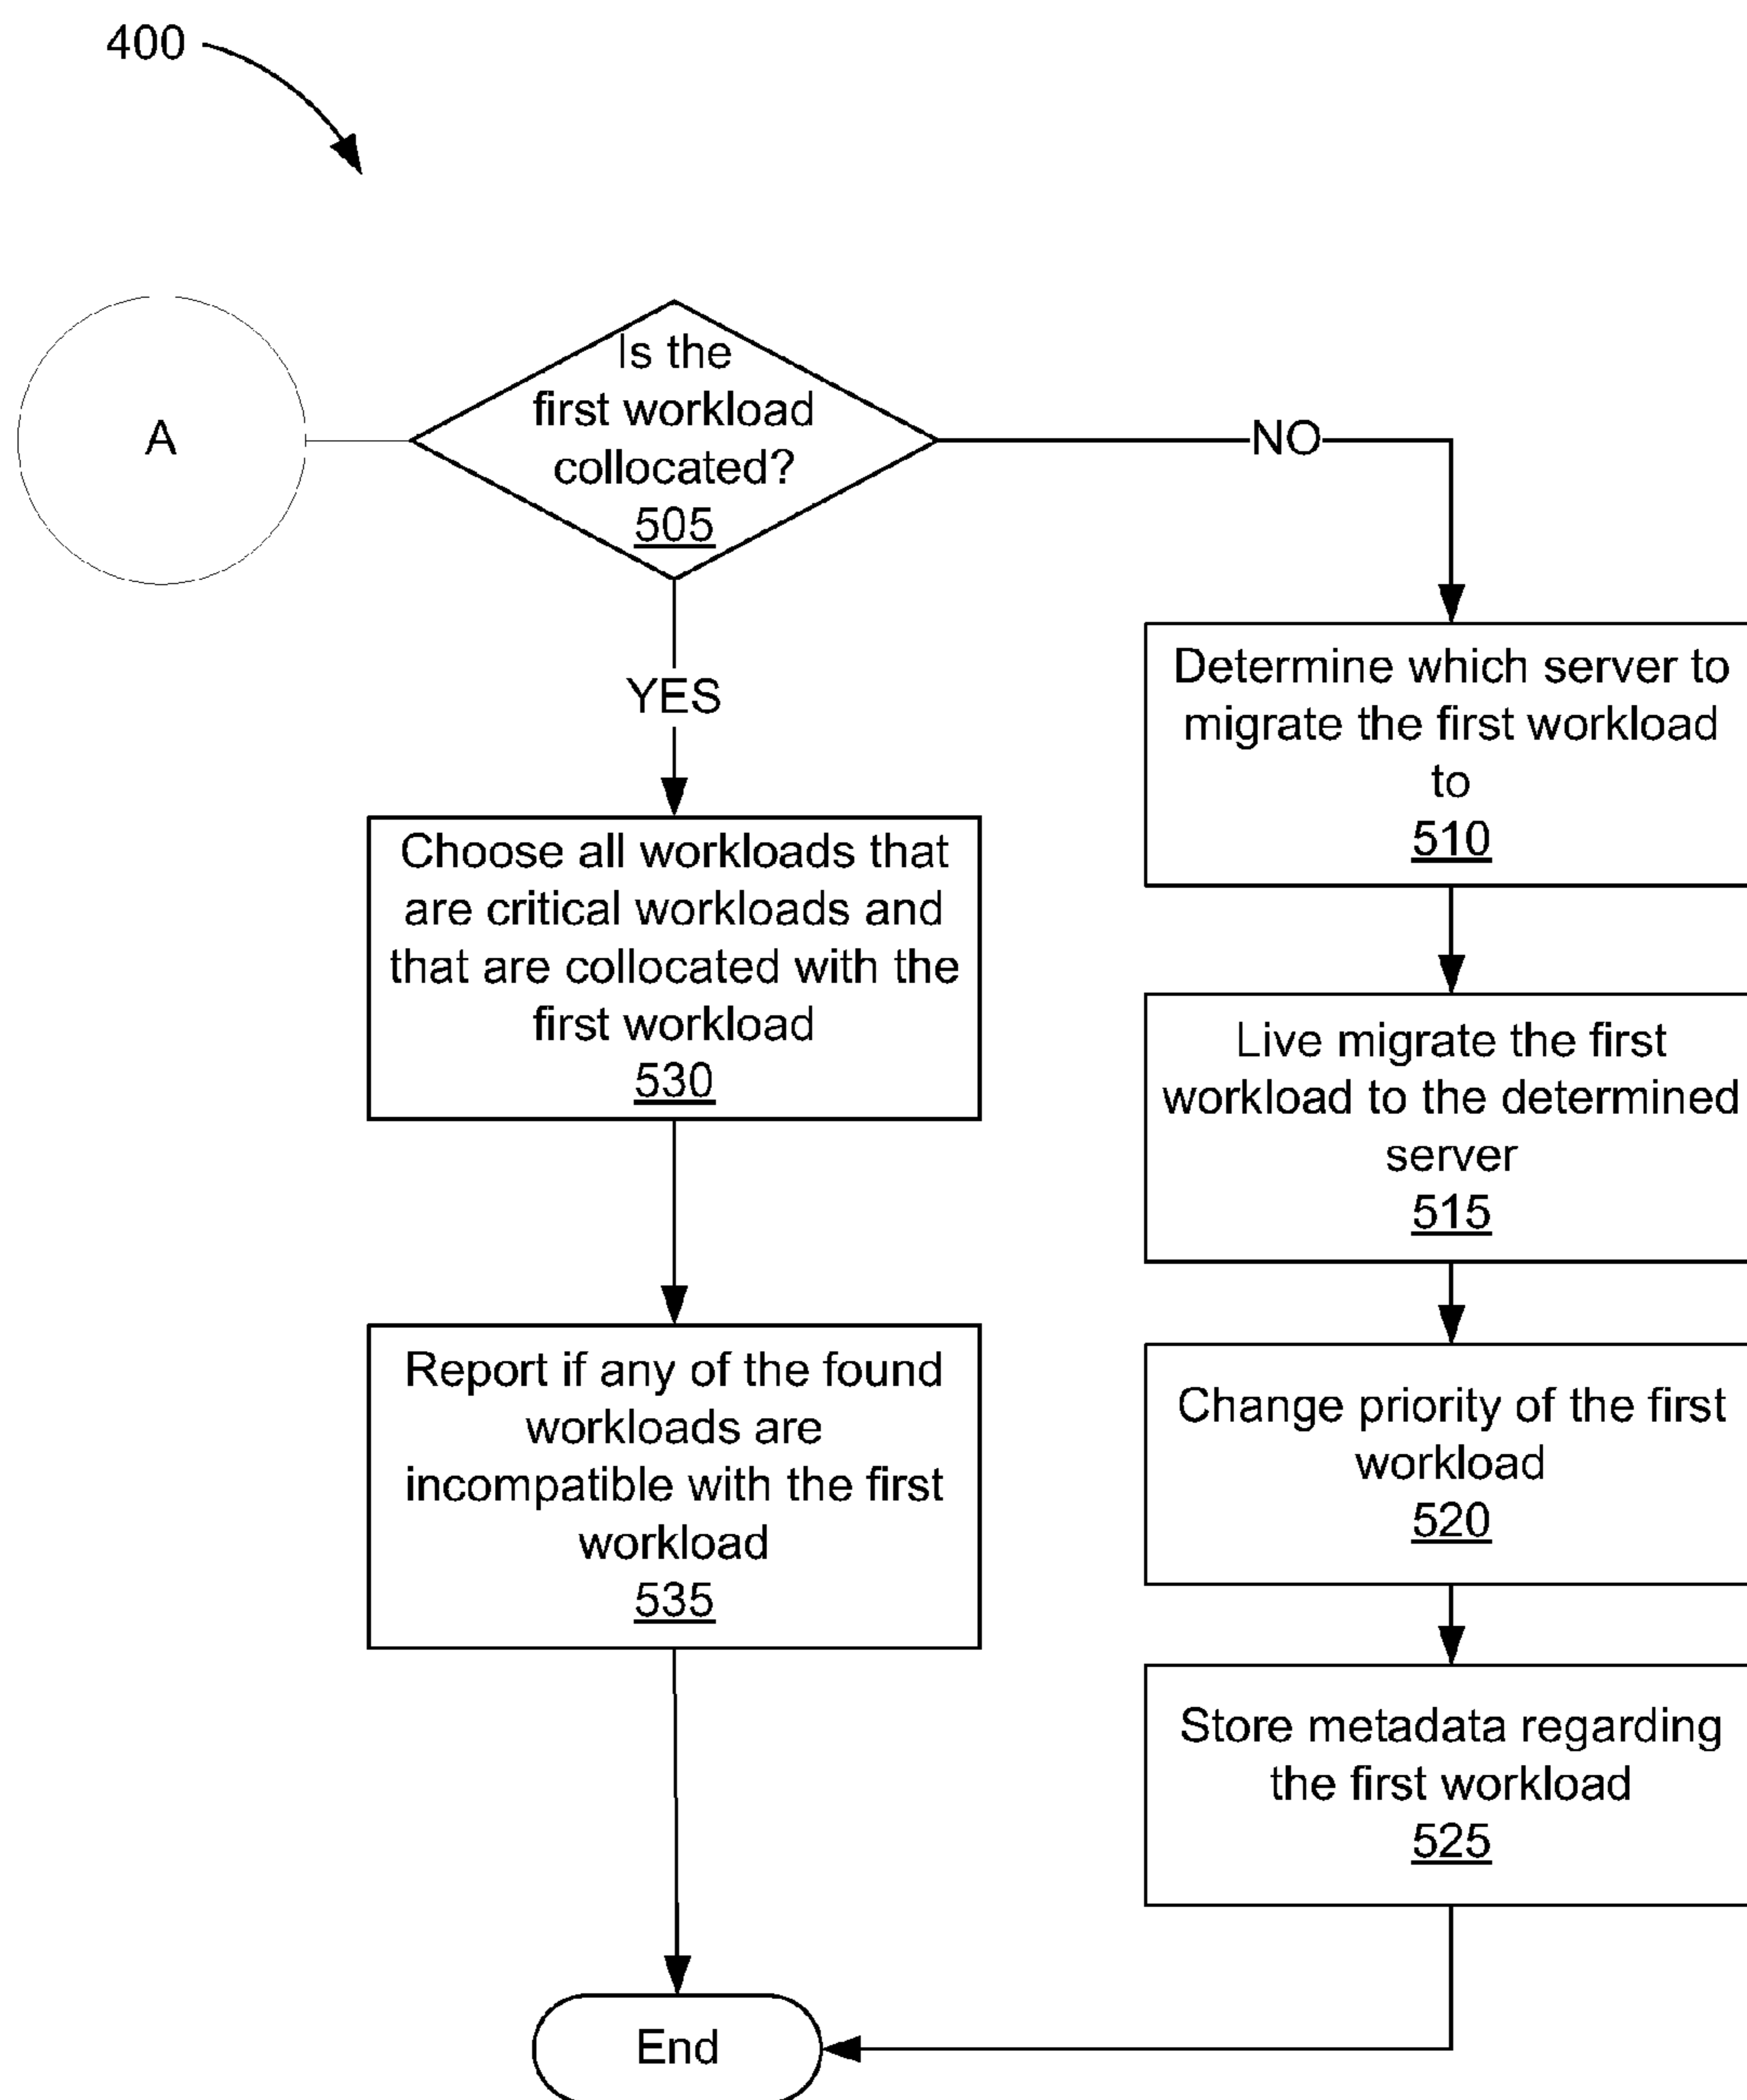 400
A
Is the
first workload
collocated?
505
NO
YES
Determine which server to
migrate the first workload
to
510
Choose all workloads that
are critical workloads and
that are collocated with the
first workload
530
Live migrate the first
workload to the determined
server
515
Report if any of the found
workloads are
incompatible with the first
workload
535
Change priority of the first
workload
520
Store metadata regarding
the first workload
525
End